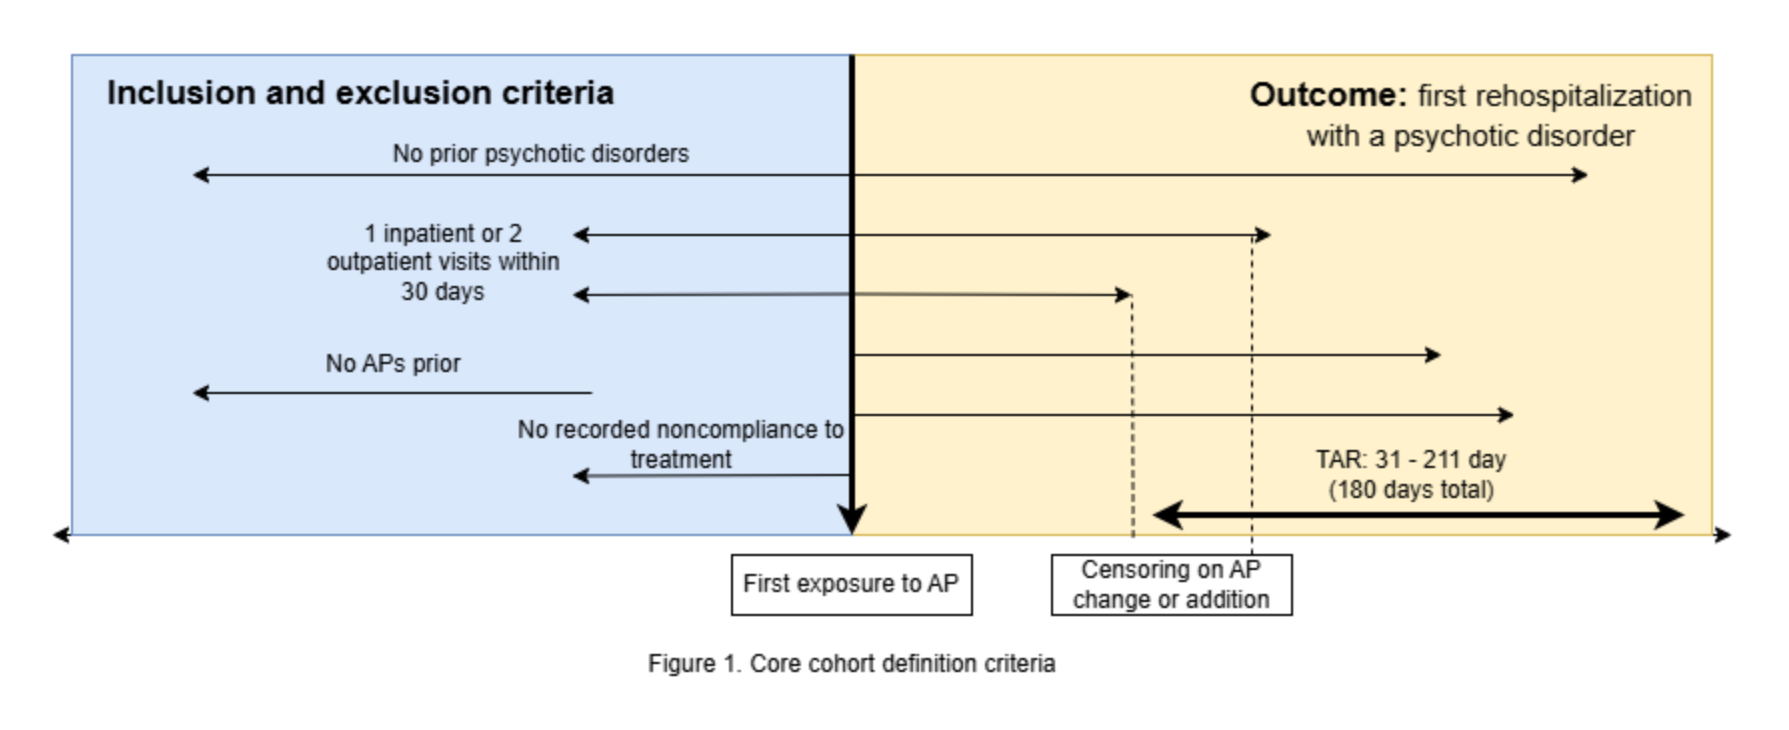 Inclusion and exclusion criteria
Outcome: first rehospitalization
with a psychotic disorder
No prior psychotic disorders
1 inpatient or 2
outpatient visits within
30 days
No APs prior
No recorded noncompliance to
treatment
TAR: 31 - 211 day
(180 days total)
First exposure to AP
Censoring on AP
change or addition
Figure 1. Core cohort definition criteria